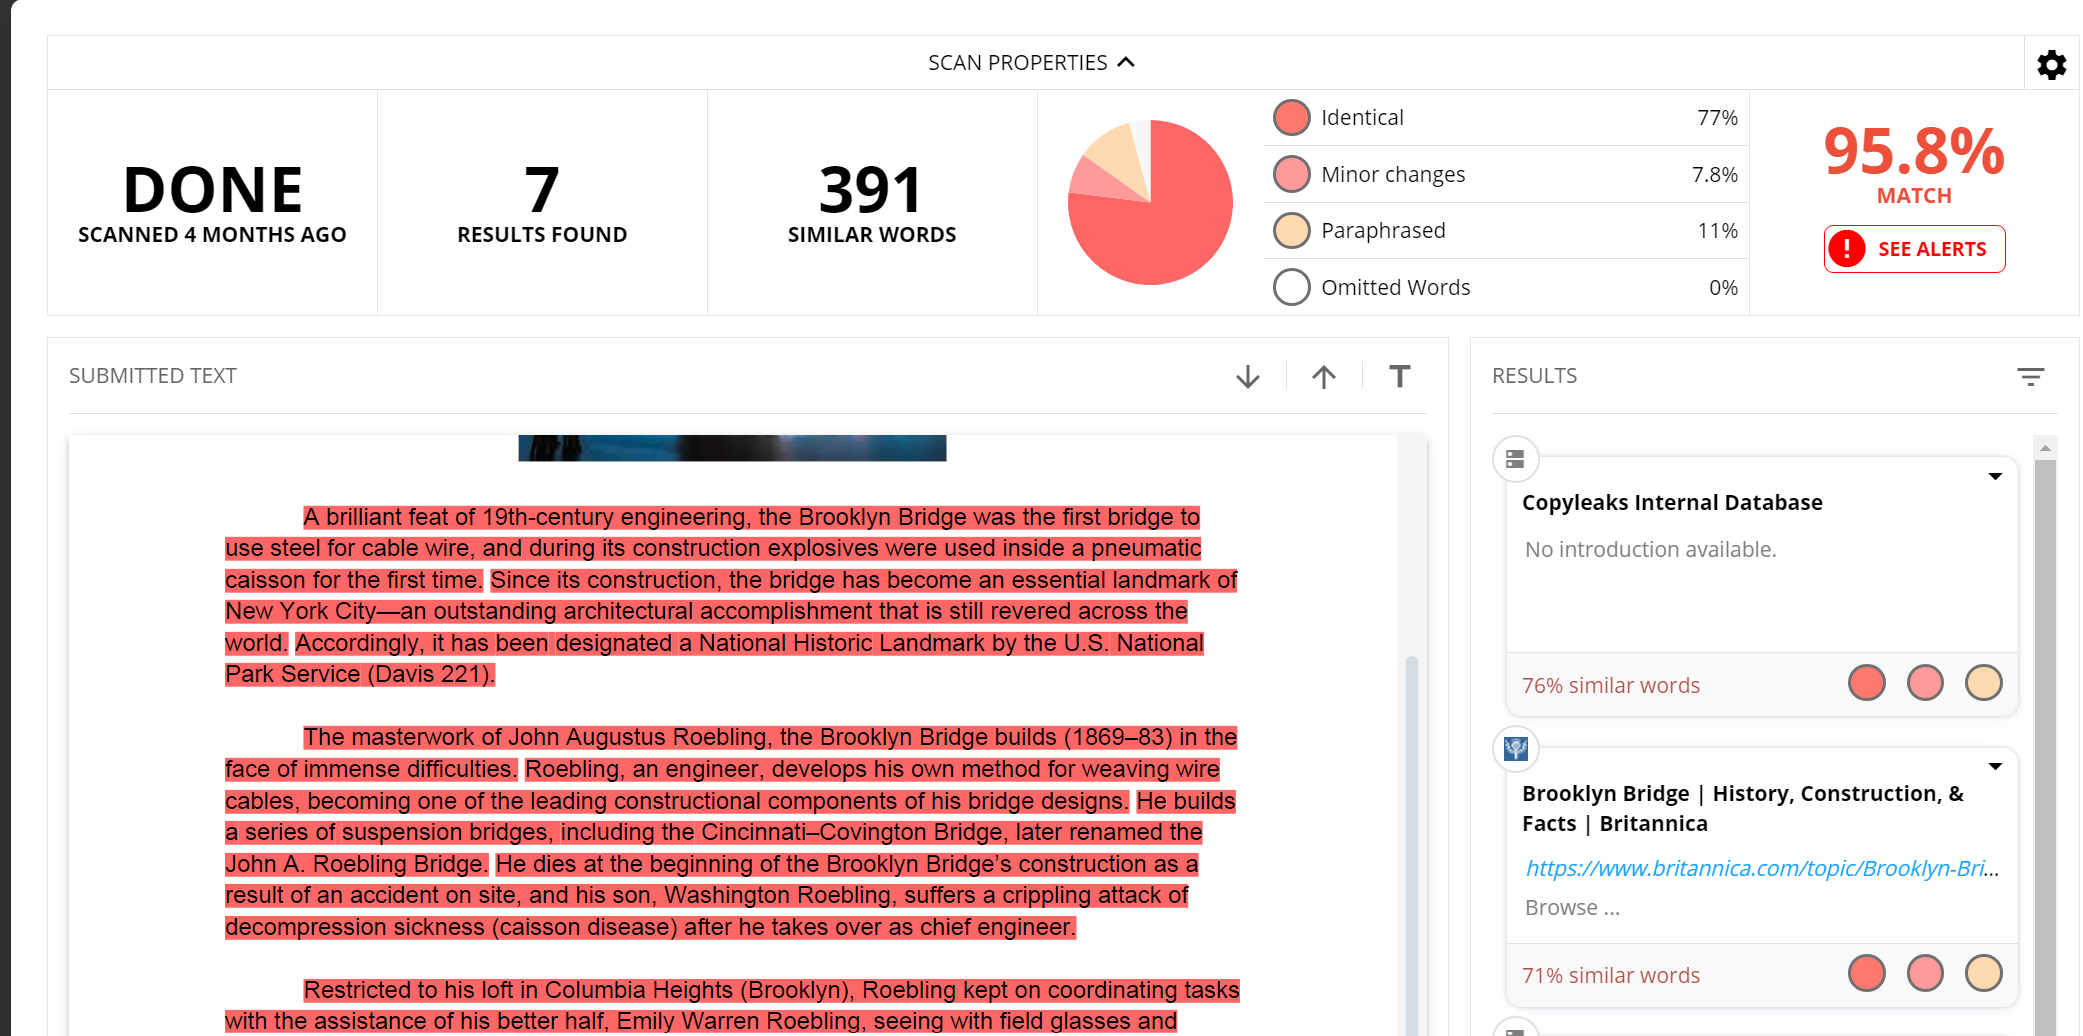 SCAN PROPERTIES
DONE
SCANNED 4 MONTHS AGO
7
RESULTS FOUND
391
SIMILAR WORDS
Identical 77%
Minor changes 7.8%
Paraphrased 11%
Omitted Words 0%
95.8%
MATCH
! SEE ALERTS
SUBMITTED TEXT
T
A brilliant feat of 19th-century engineering, the Brooklyn Bridge was the first bridge to
use steel for cable wire, and during its construction explosives were used inside a pneumatic
caisson for the first time. Since its construction, the bridge has become an essential landmark of
New York City—an outstanding architectural accomplishment that is still revered across the
world. Accordingly, it has been designated a National Historic Landmark by the U.S. National
Park Service (Davis 221).
The masterwork of John Augustus Roebling, the Brooklyn Bridge builds (1869–83) in the
face of immense difficulties. Roebling, an engineer, develops his own method for weaving wire
cables, becoming one of the leading constructional components of his bridge designs. He builds
a series of suspension bridges, including the Cincinnati–Covington Bridge, later renamed the
John A. Roebling Bridge. He dies at the beginning of the Brooklyn Bridge’s construction as a
result of an accident on site, and his son, Washington Roebling, suffers a crippling attack of
decompression sickness (caisson disease) after he takes over as chief engineer.
Restricted to his loft in Columbia Heights (Brooklyn), Roebling kept on coordinating tasks
with the assistance of his better half, Emily Warren Roebling, seeing with field glasses and
RESULTS
Copyleaks Internal Database
No introduction available.
76% similar words
Brooklyn Bridge | History, Construction, &
Facts | Britannica
https://www.britannica.com/topic/Brooklyn-Bri...
Browse ...
71% similar words